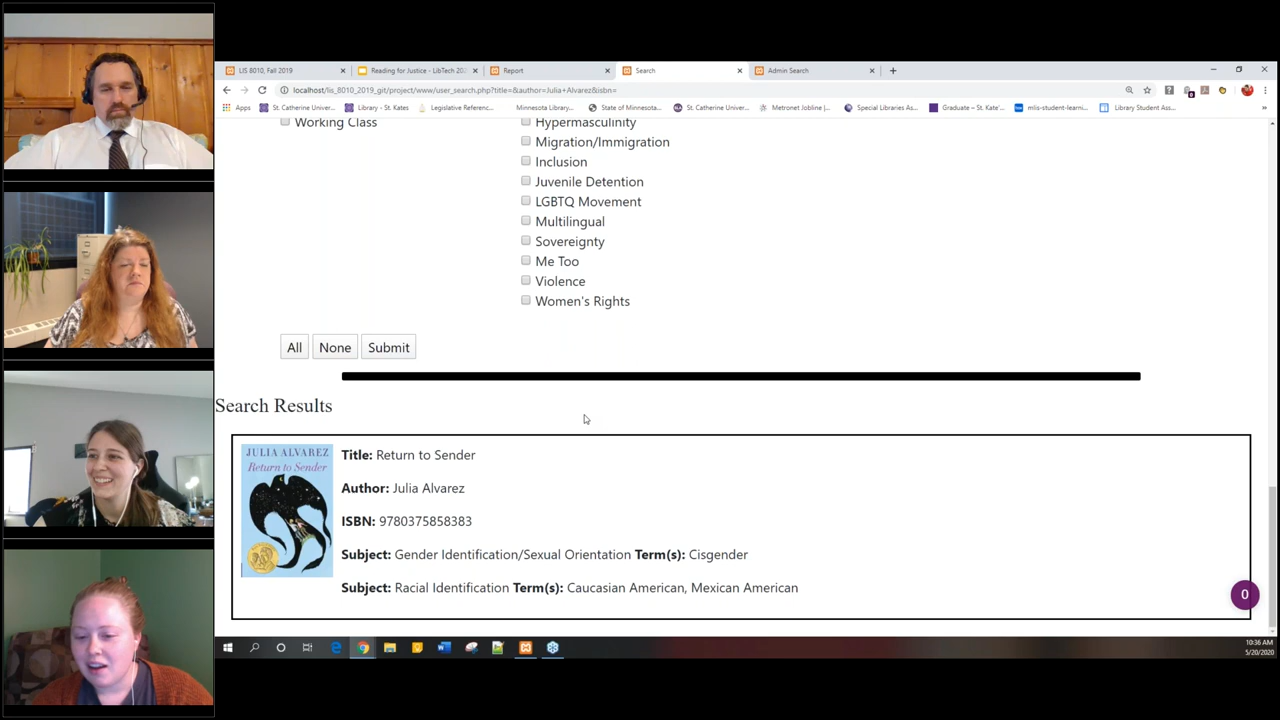 LIS 8010, Fall 2019
Reading for Justice - LibTech 202
Report
Search
Admin Search
localhost/lis_8010_2019_git/project/www/user_search.php?title=&author=Julia+Alvarez&isbn=
Apps
St. Catherine Univer...
Library - St. Kates
Legislative Referenc...
Minnesota Library...
State of Minnesota...
St. Catherine Univer...
Metronet Jobline |...
Special Libraries As...
Graduate – St. Kate'...
mlis-student-learni...
Library Student Ass...
Working Class
Hypermasculinity
Migration/Immigration
Inclusion
Juvenile Detention
LGBTQ Movement
Multilingual
Sovereignty
Me Too
Violence
Women's Rights
All
None
Submit
Search Results
JULIA ALVAREZ
Return to Sender
Title: Return to Sender
Author: Julia Alvarez
ISBN: 9780375858383
Subject: Gender Identification/Sexual Orientation Term(s): Cisgender
Subject: Racial Identification Term(s): Caucasian American, Mexican American
0
10:36 AM
5/20/2020